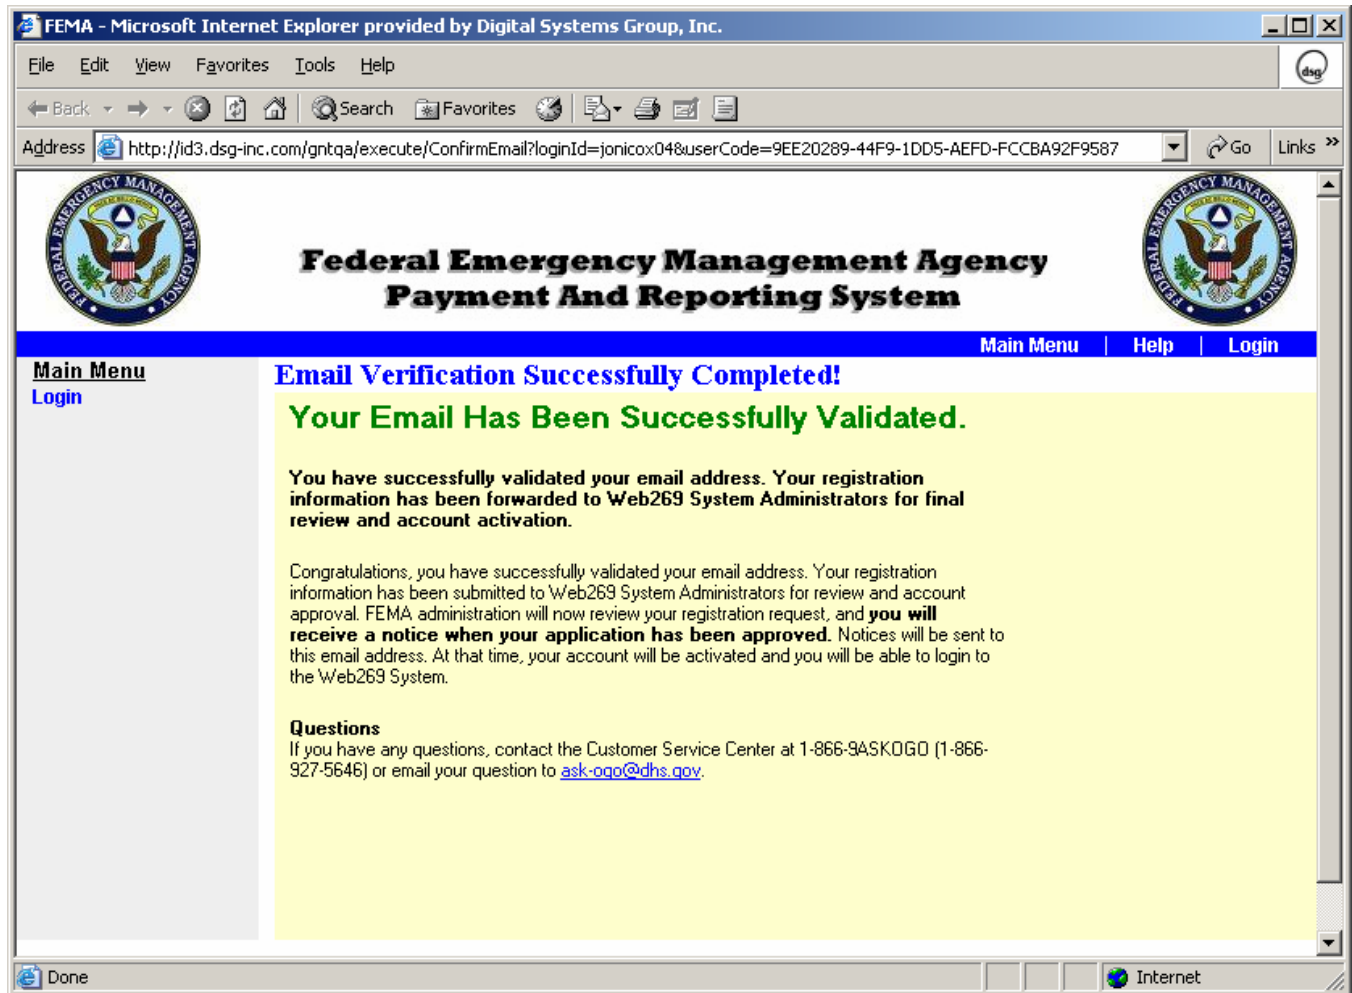 FEMA - Microsoft Internet Explorer provided by Digital Systems Group, Inc.
File Edit View Favorites Tools Help
dsg
Back Search Favorites
Address http://id3.dsg-inc.com/gntqa/execute/ConfirmEmail?loginId=jonicox04&userCode=9EE20289-44F9-1DD5-AEFD-FCCBA92F9587 Go Links »
FEDERAL EMERGENCY MANAGEMENT AGENCY
FEDERAL EMERGENCY MANAGEMENT AGENCY
Federal Emergency Management Agency
Payment And Reporting System
Main Menu | Help | Login
Main Menu
Login
Email Verification Successfully Completed!
Your Email Has Been Successfully Validated.
You have successfully validated your email address. Your registration
information has been forwarded to Web269 System Administrators for final
review and account activation.
Congratulations, you have successfully validated your email address. Your registration
information has been submitted to Web269 System Administrators for review and account
approval. FEMA administration will now review your registration request, and you will
receive a notice when your application has been approved. Notices will be sent to
this email address. At that time, your account will be activated and you will be able to login to
the Web269 System.
Questions
If you have any questions, contact the Customer Service Center at 1-866-9ASKOGO (1-866-
927-5646) or email your question to ask-ogo@dhs.gov.
Done Internet